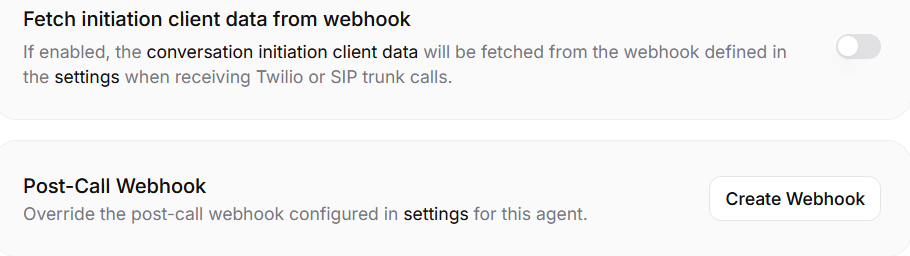 Fetch initiation client data from webhook
If enabled, the conversation initiation client data will be fetched from the webhook defined in
the settings when receiving Twilio or SIP trunk calls.
Post-Call Webhook
Override the post-call webhook configured in settings for this agent.
Create Webhook